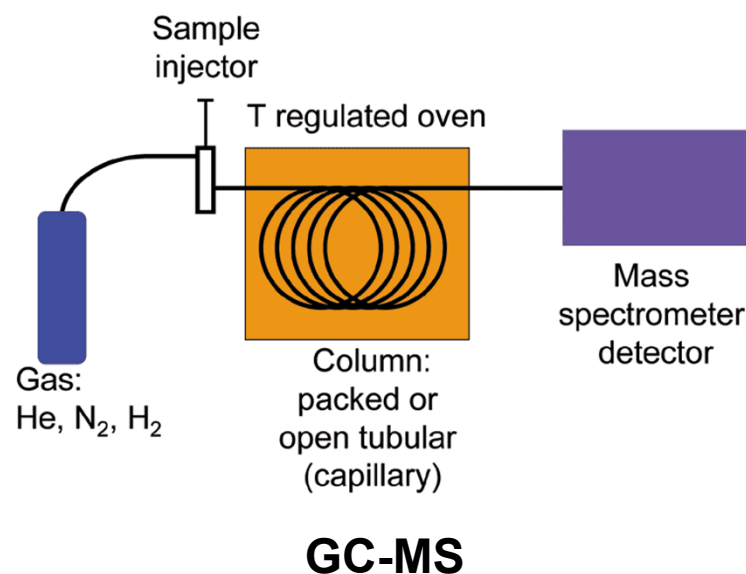 Sample
injector
T regulated oven
Gas:
He, N₂, H₂
Column:
packed or
open tubular
(capillary)
Mass
spectrometer
detector
GC-MS